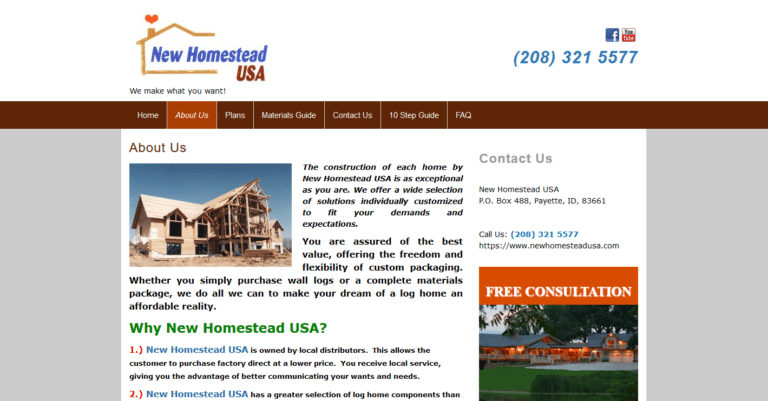 New Homestead
USA
We make what you want!
You
Tube
(208) 321 5577
Home
About Us
Plans
Materials Guide
Contact Us
10 Step Guide
FAQ
About Us
The construction of each home by
New Homestead USA is as exceptional
as you are. We offer a wide selection
of solutions individually customized
to fit your demands and
expectations.
You are assured of the best
value, offering the freedom and
flexibility of custom packaging.
Whether you simply purchase wall logs or a complete materials
package, we do all we can to make your dream of a log home an
affordable reality.
Why New Homestead USA?
1.) New Homestead USA is owned by local distributors. This allows the
customer to purchase factory direct at a lower price. You receive local service,
giving you the advantage of better communicating your wants and needs.
2.) New Homestead USA has a greater selection of log home components than
Contact Us
New Homestead USA
P.O. Box 488, Payette, ID, 83661
Call Us: (208) 321 5577
https://www.newhomesteadusa.com
FREE CONSULTATION